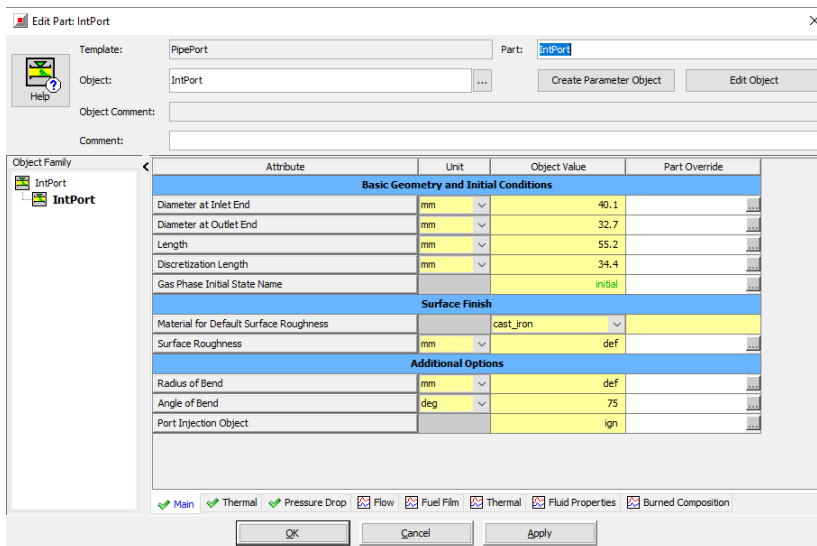 Edit Part: IntPort
Template: PipePort Part: IntPort
Help
Object: IntPort ... Create Parameter Object Edit Object
Object Comment:
Comment:
Object Family
IntPort
IntPort
Attribute Unit Object Value Part Override
Basic Geometry and Initial Conditions
Diameter at Inlet End mm 40.1 ...
Diameter at Outlet End mm 32.7 ...
Length mm 55.2 ...
Discretization Length mm 34.4 ...
Gas Phase Initial State Name initial ...
Surface Finish
Material for Default Surface Roughness cast_iron
Surface Roughness mm def ...
Additional Options
Radius of Bend mm def ...
Angle of Bend deg 75 ...
Port Injection Object ign ...
Main Thermal Pressure Drop Flow Fuel Film Thermal Fluid Properties Burned Composition
OK Cancel Apply